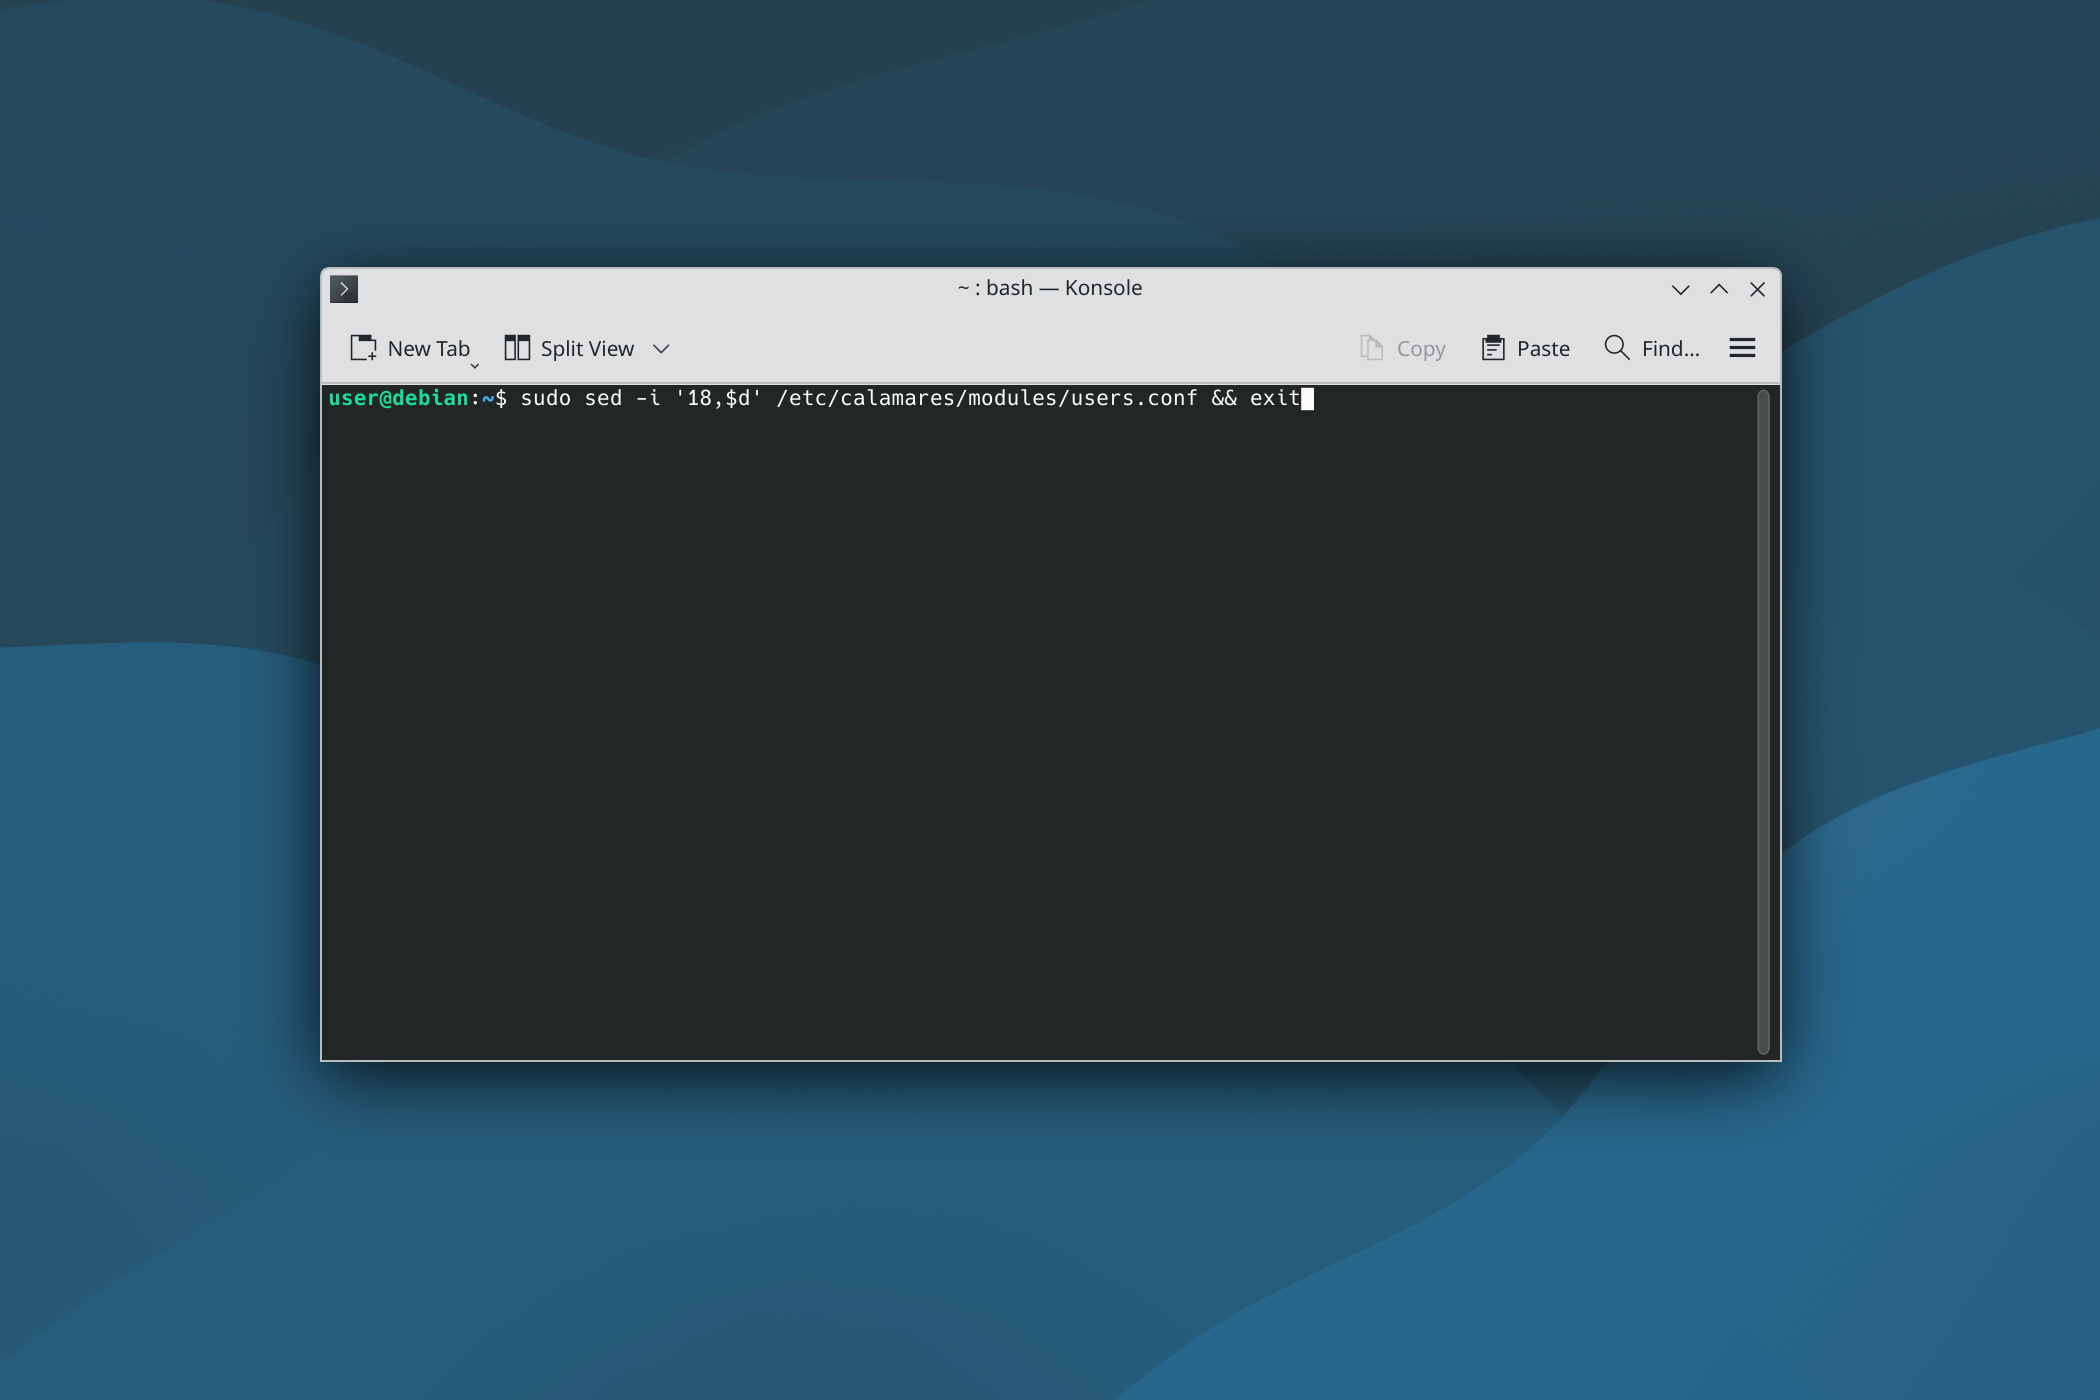 ~ : bash — Konsole
New Tab Split View Copy Paste Find...
user@debian:~$ sudo sed -i '18,$d' /etc/calamares/modules/users.conf && exit